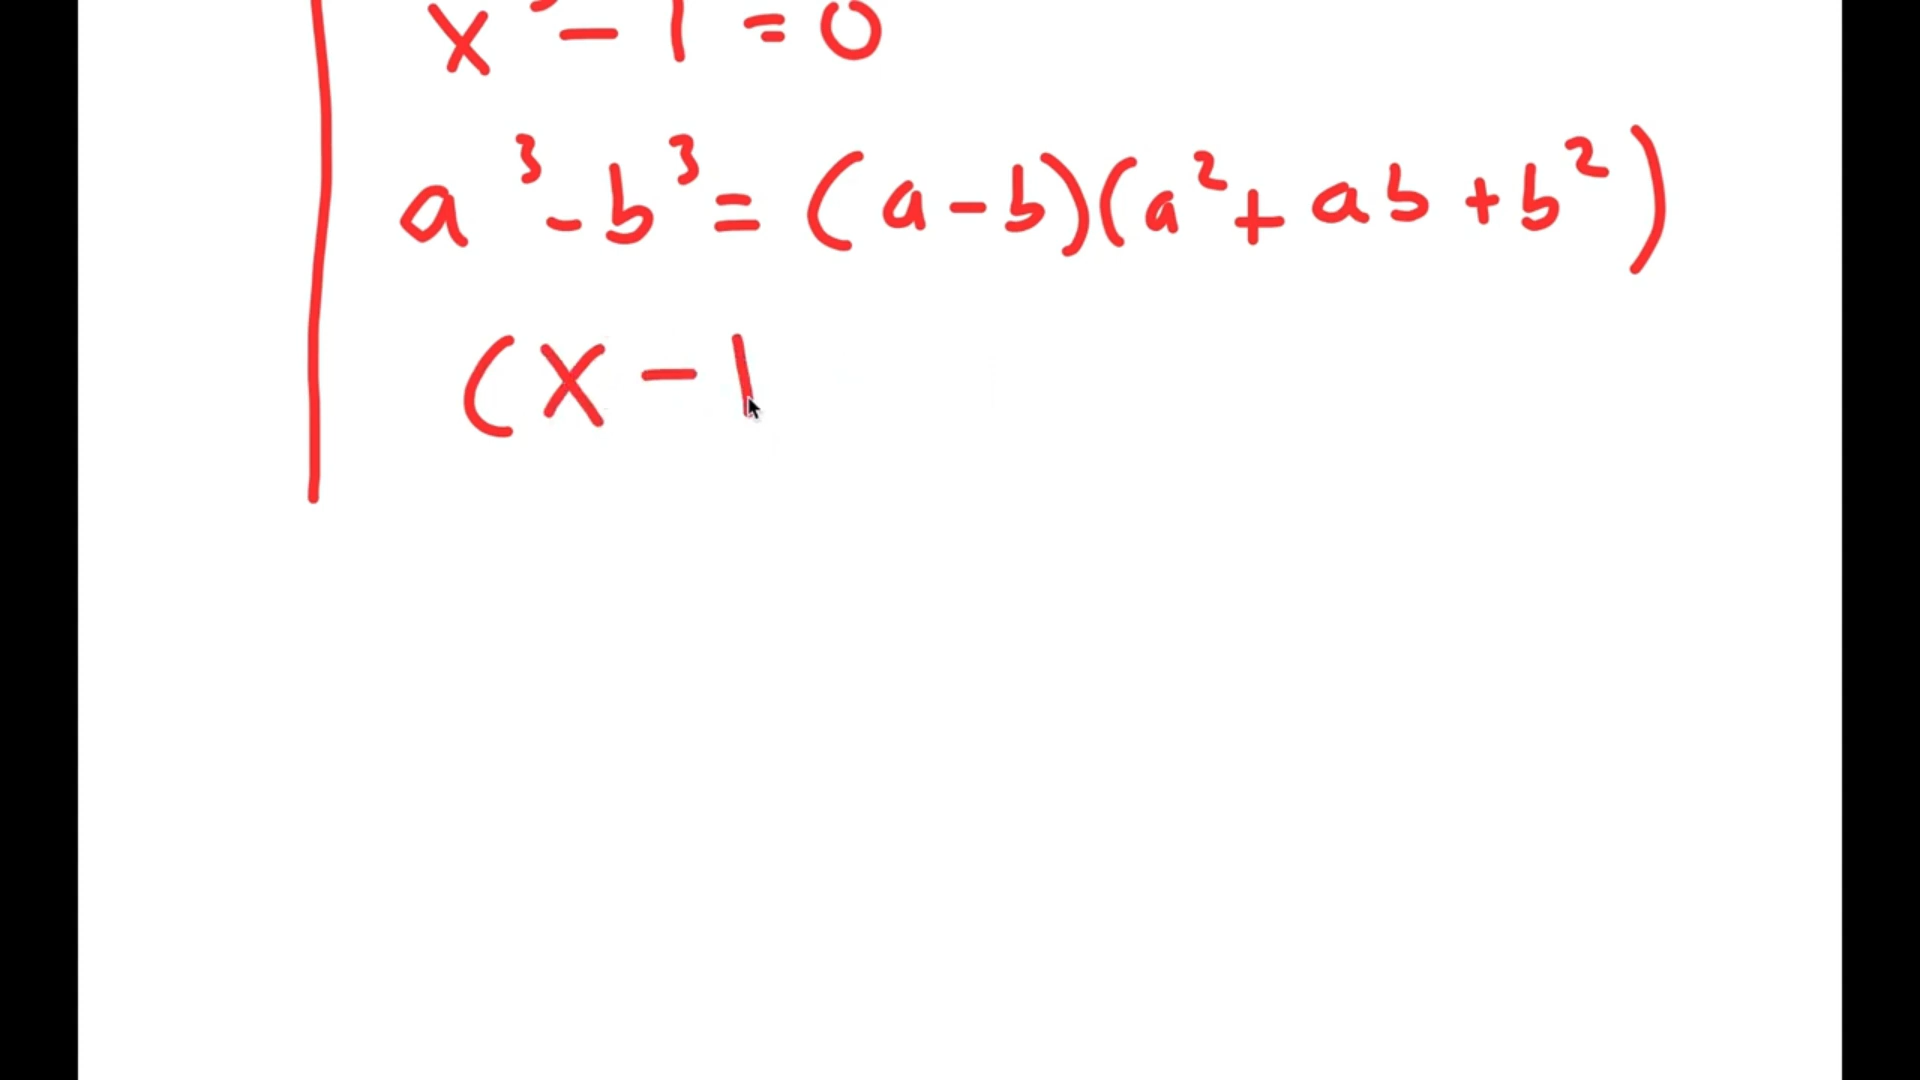 x³ - 1 = 0
a³ - b³ = (a - b)(a² + ab + b²)
(x - 1